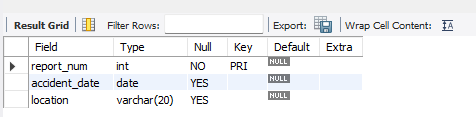 Result Grid Filter Rows: Export: Wrap Cell Content: IA
Field Type Null Key Default Extra
report_num int NO PRI NULL
accident_date date YES NULL
location varchar(20) YES NULL